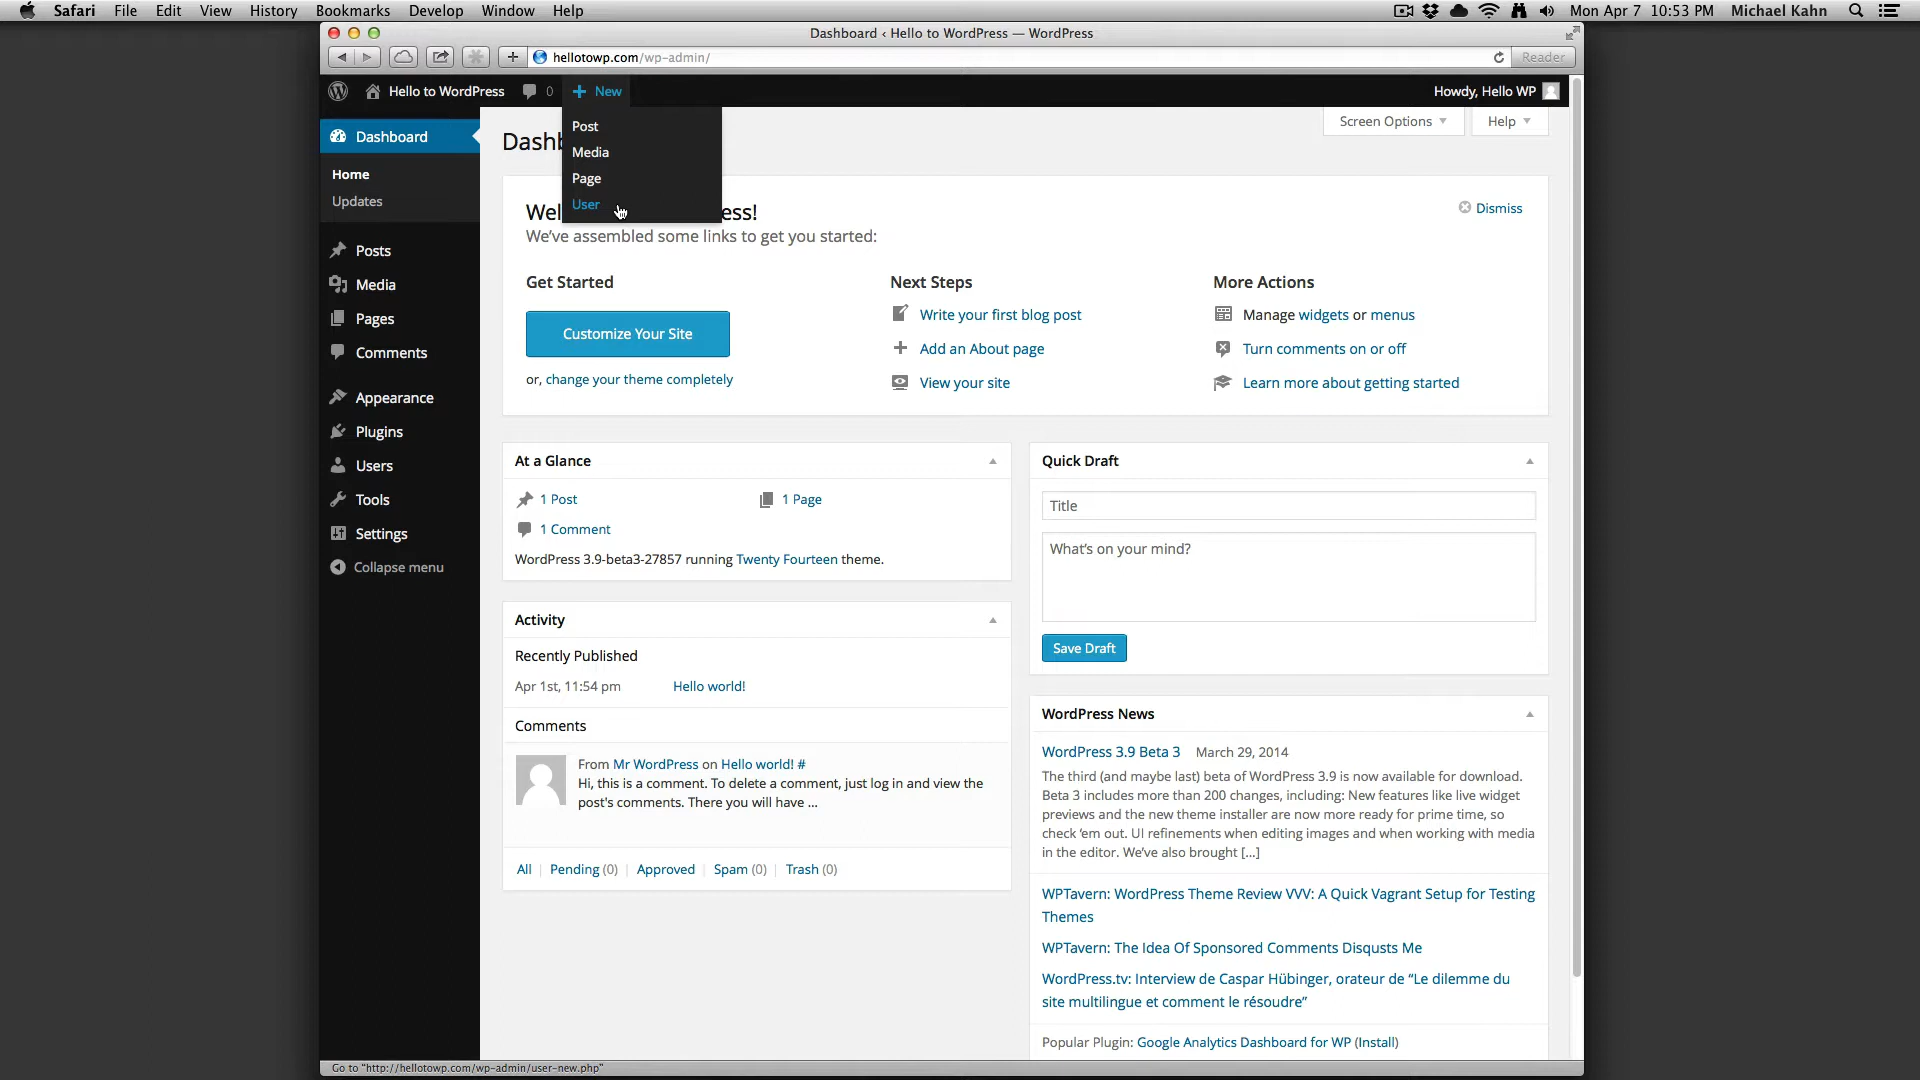 Safari File Edit View History Bookmarks Develop Window Help Mon Apr 7 10:53 PM Michael Kahn
Dashboard ‹ Hello to WordPress — WordPress
hellotowp.com/wp-admin/ Reader
Hello to WordPress 0 + New Howdy, Hello WP
Post
Media
Page
User
Dashboard
Home
Updates
Posts
Media
Pages
Comments
Appearance
Plugins
Users
Tools
Settings
Collapse menu
Dashb
Screen Options Help
Wel ess!
Dismiss
We've assembled some links to get you started:
Get Started
Customize Your Site
or, change your theme completely
Next Steps
Write your first blog post
Add an About page
View your site
More Actions
Manage widgets or menus
Turn comments on or off
Learn more about getting started
At a Glance
1 Post 1 Page
1 Comment
WordPress 3.9-beta3-27857 running Twenty Fourteen theme.
Activity
Recently Published
Apr 1st, 11:54 pm Hello world!
Comments
From Mr WordPress on Hello world! #
Hi, this is a comment. To delete a comment, just log in and view the
post's comments. There you will have ...
All | Pending (0) | Approved | Spam (0) | Trash (0)
Quick Draft
Title
What's on your mind?
Save Draft
WordPress News
WordPress 3.9 Beta 3 March 29, 2014
The third (and maybe last) beta of WordPress 3.9 is now available for download.
Beta 3 includes more than 200 changes, including: New features like live widget
previews and the new theme installer are now more ready for prime time, so
check 'em out. UI refinements when editing images and when working with media
in the editor. We've also brought [...]
WPTavern: WordPress Theme Review VVV: A Quick Vagrant Setup for Testing
Themes
WPTavern: The Idea Of Sponsored Comments Disqusts Me
WordPress.tv: Interview de Caspar Hübinger, orateur de “Le dilemme du
site multilingue et comment le résoudre”
Popular Plugin: Google Analytics Dashboard for WP (Install)
Go to "http://hellotowp.com/wp-admin/user-new.php"